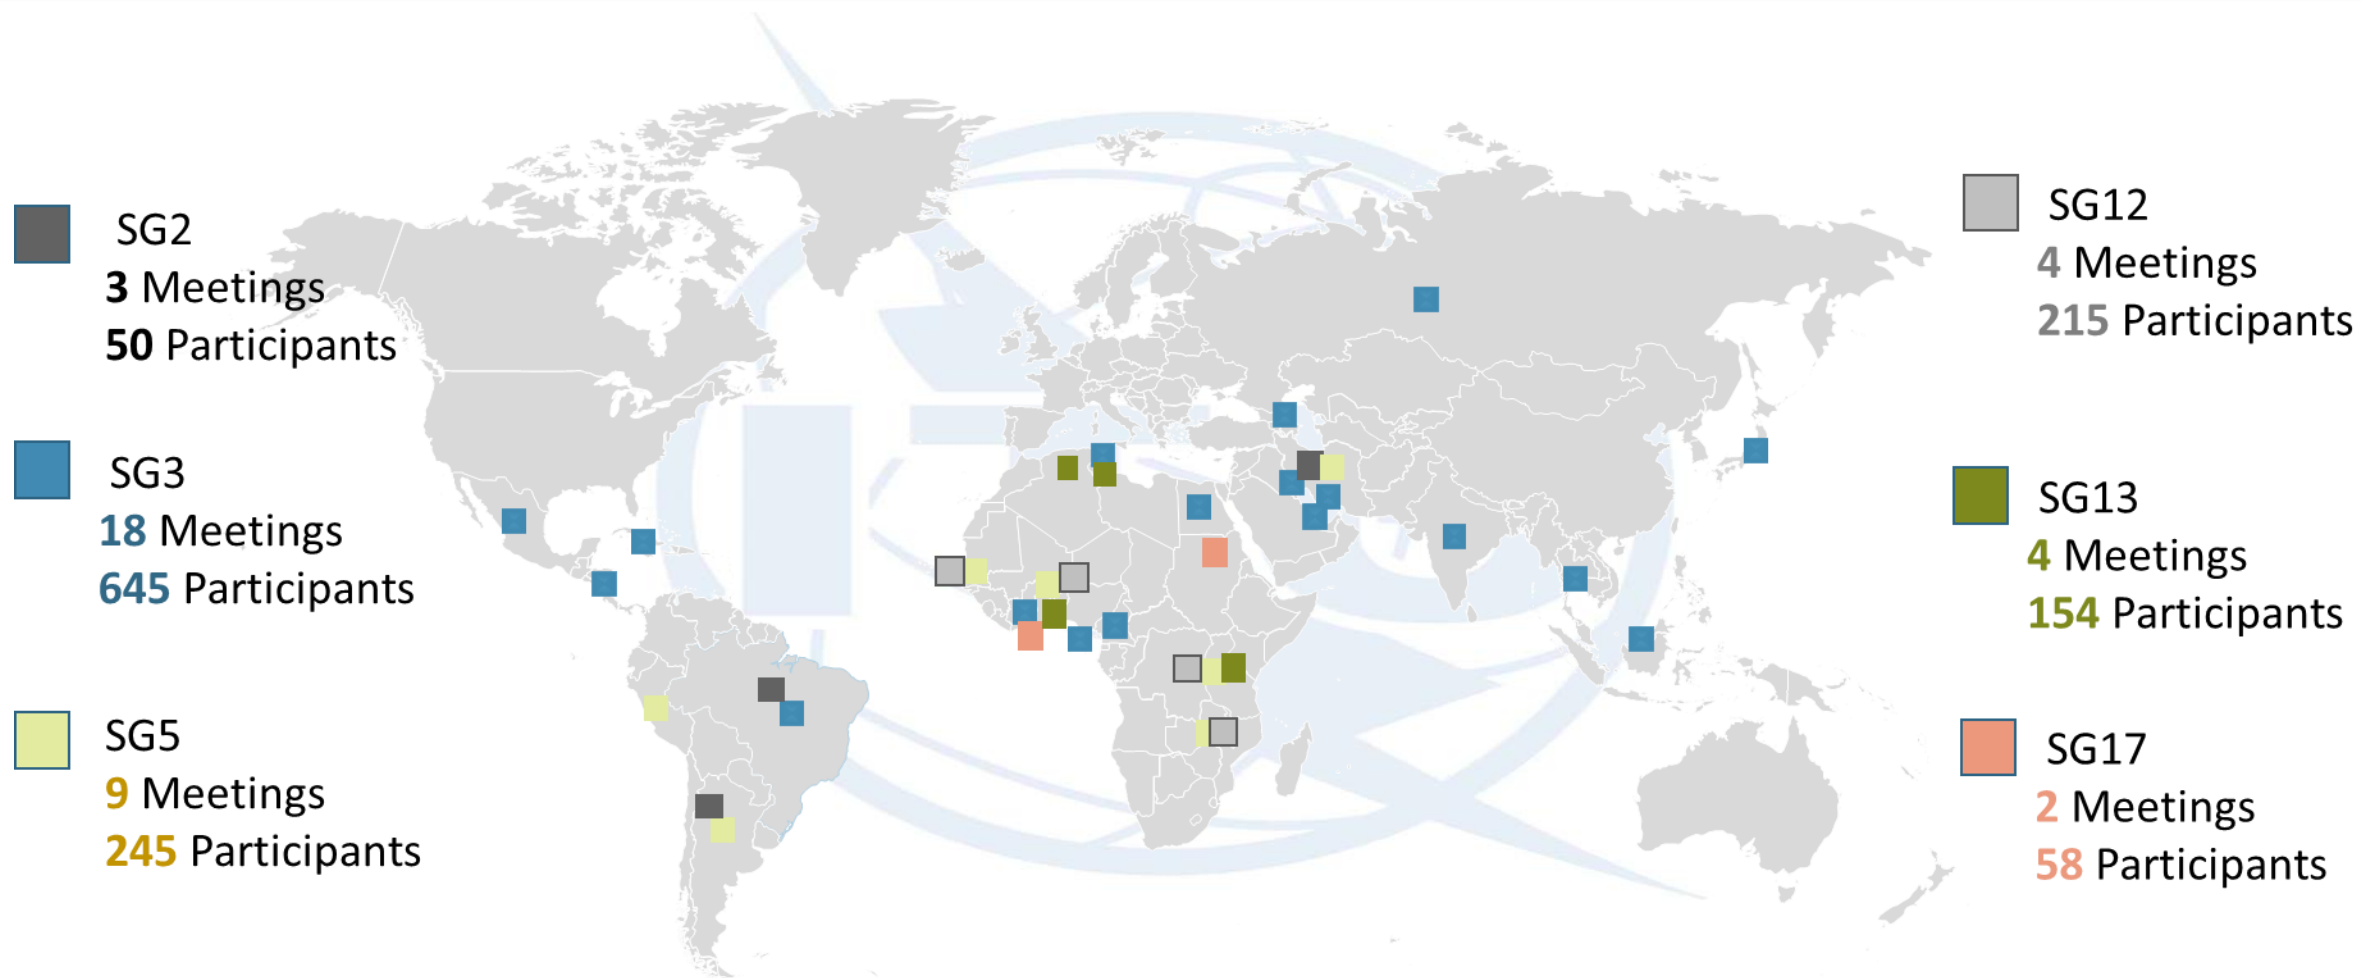 SG2
3 Meetings
50 Participants
SG3
18 Meetings
645 Participants
SG5
9 Meetings
245 Participants
SG12
4 Meetings
215 Participants
SG13
4 Meetings
154 Participants
SG17
2 Meetings
58 Participants